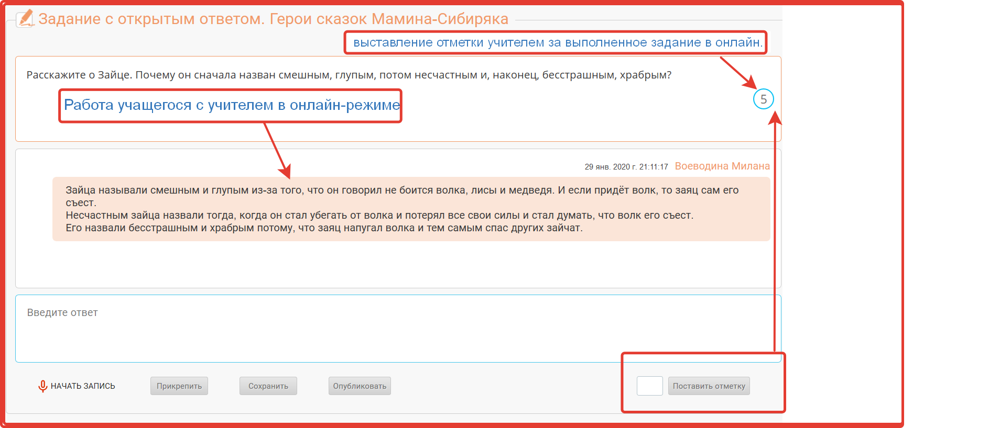 Задание с открытым ответом. Герои сказок Мамина-Сибиряка
выставление отметки учителем за выполненное задание в онлайн.
Расскажите о Зайце. Почему он сначала назван смешным, глупым, потом несчастным и, наконец, бесстрашным, храбрым?
5
Работа учащегося с учителем в онлайн-режиме
29 янв. 2020 г. 21:11:17 Воеводина Милана
Зайца называли смешным и глупым из-за того, что он говорил не боится волка, лисы и медведя. И если придёт волк, то заяц сам его
съест.
Несчастным зайца назвали тогда, когда он стал убегать от волка и потерял все свои силы и стал думать, что волк его съест.
Его назвали бесстрашным и храбрым потому, что заяц напугал волка и тем самым спас других зайчат.
Введите ответ
НАЧАТЬ ЗАПИСЬ Прикрепить Сохранить Опубликовать Поставить отметку